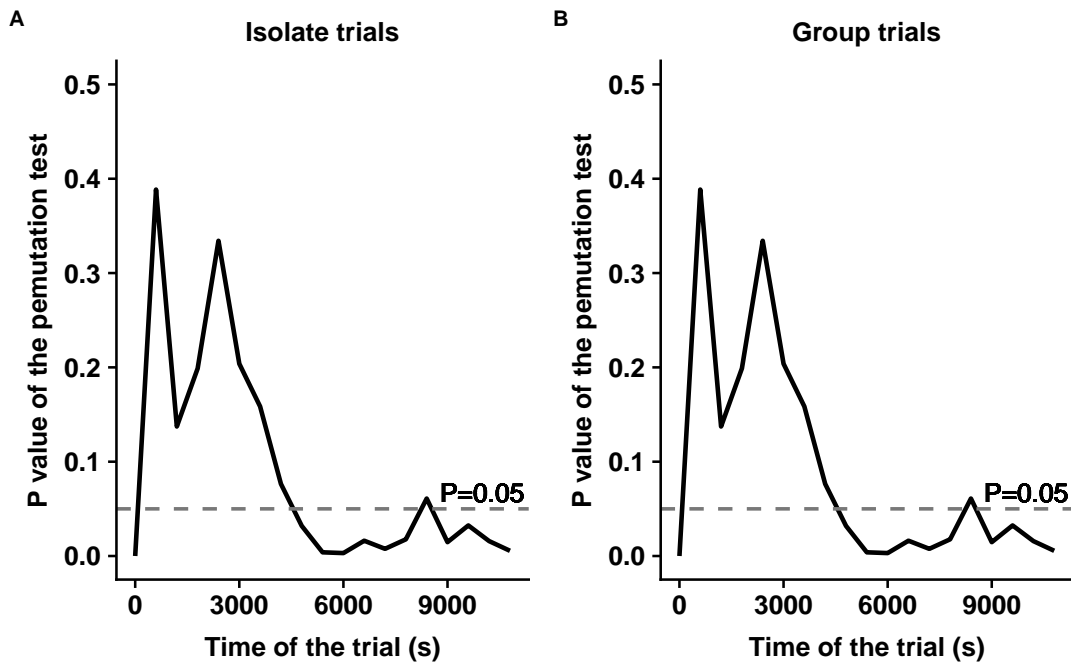 A
Isolate trials
P value of the pemutation test
0.5
0.4
0.3
0.2
0.1
0.0
P=0.05
0 3000 6000 9000
Time of the trial (s)
B
Group trials
P value of the pemutation test
0.5
0.4
0.3
0.2
0.1
0.0
P=0.05
0 3000 6000 9000
Time of the trial (s)